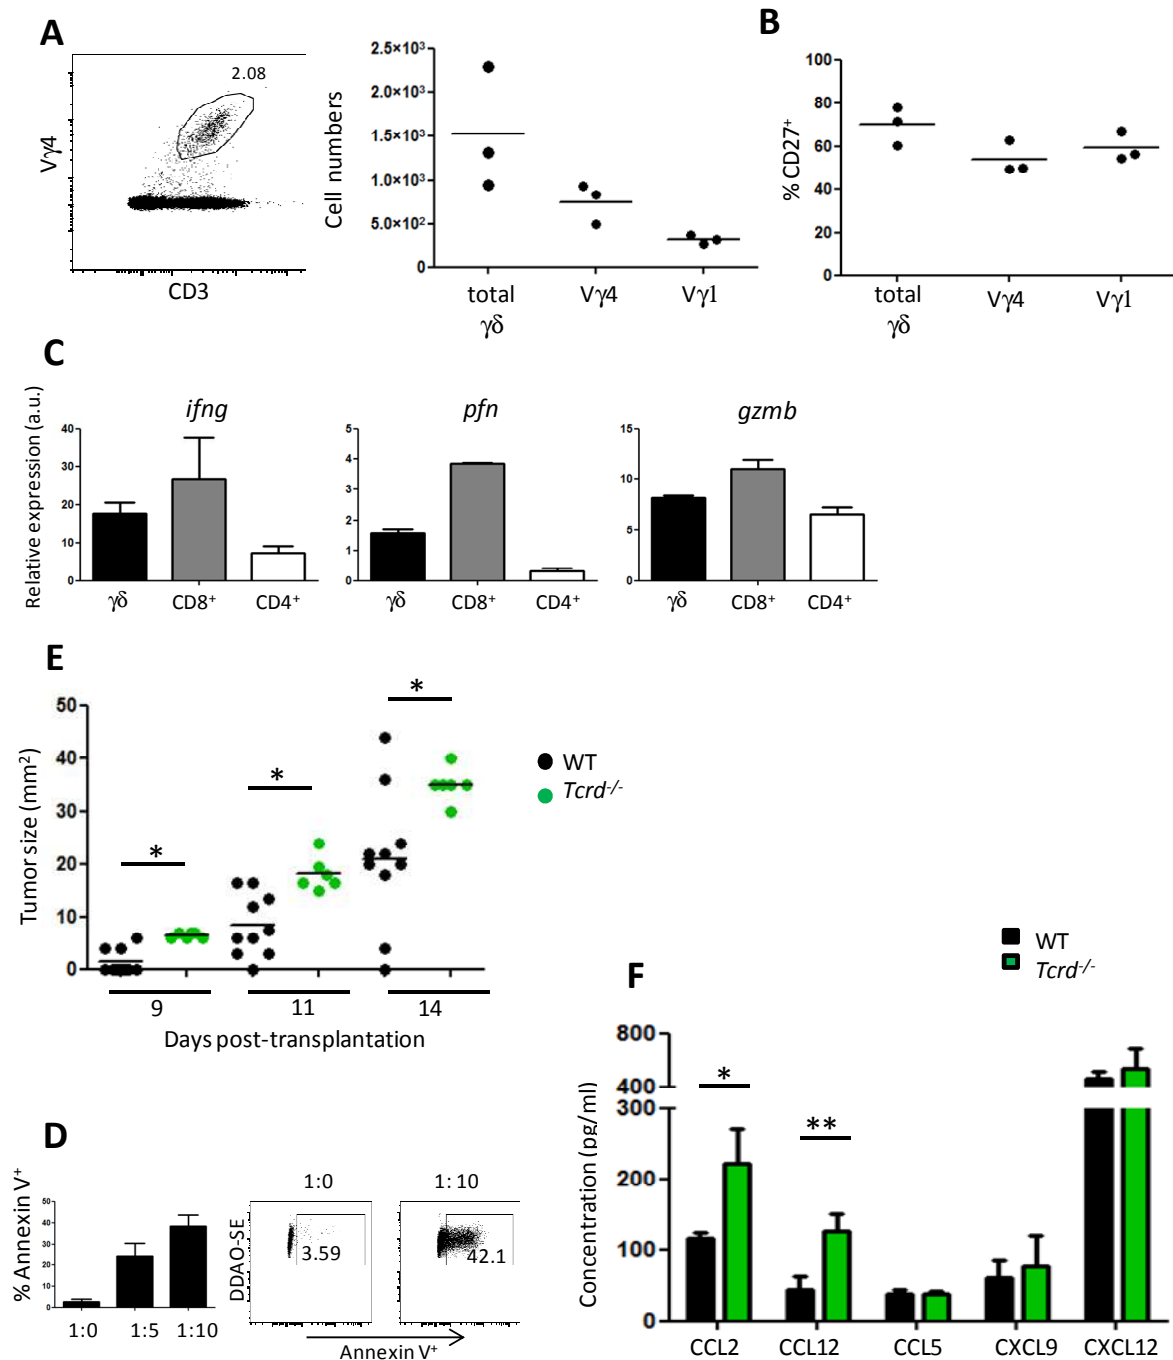 A
2.08
Vγ4
CD3
Cell numbers
2.5×10³
2.0×10³
1.5×10³
1.0×10³
5.0×10²
0
total γδ
Vγ4
Vγ1
B
% CD27⁺
100
80
60
40
20
0
total γδ
Vγ4
Vγ1
C
Relative expression (a.u.)
ifng
40
30
20
10
0
γδ
CD8⁺
CD4⁺
pfn
5
4
3
2
1
0
γδ
CD8⁺
CD4⁺
gzmb
15
10
5
0
γδ
CD8⁺
CD4⁺
E
Tumor size (mm²)
50
40
30
20
10
0
*
*
*
WT
Tcrd⁻/⁻
9
11
14
Days post-transplantation
D
% Annexin V⁺
50
40
30
20
10
0
1:0
1:5
1:10
DDAO-SE
1:0
3.59
1: 10
42.1
Annexin V⁺
F
WT
Tcrd⁻/⁻
Concentration (pg/ml)
800
400
300
200
100
0
*
**
CCL2
CCL12
CCL5
CXCL9
CXCL12